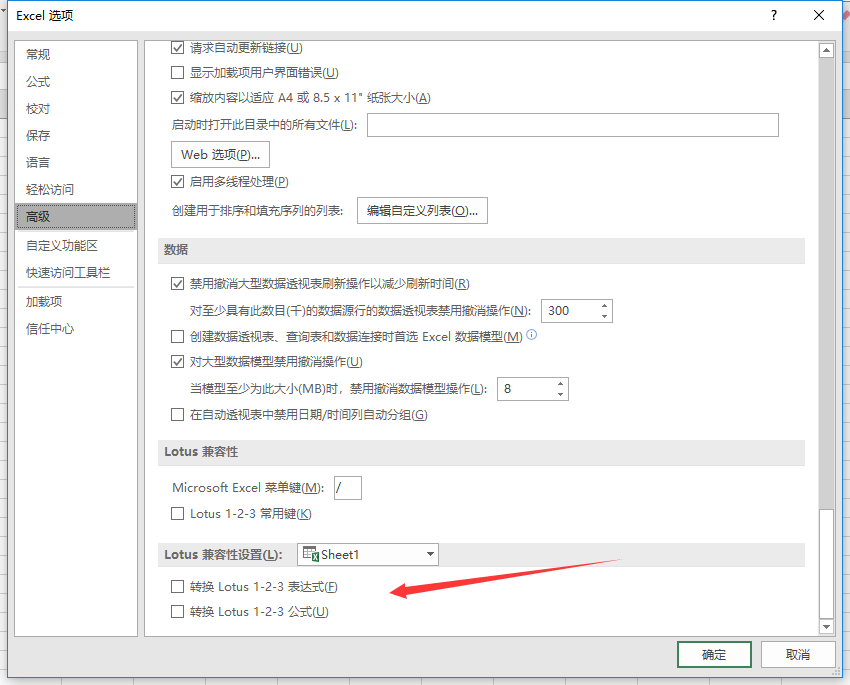 Excel 选项
?
常规
公式
校对
保存
语言
轻松访问
高级
自定义功能区
快速访问工具栏
加载项
信任中心
请求自动更新链接(U)
显示加载项用户界面错误(U)
缩放内容以适应 A4 或 8.5 x 11" 纸张大小(A)
启动时打开此目录中的所有文件(L):
Web 选项(P)...
启用多线程处理(P)
创建用于排序和填充序列的列表: 编辑自定义列表(O)...
数据
禁用撤消大型数据透视表刷新操作以减少刷新时间(R)
对至少具有此数目(千)的数据源行的数据透视表禁用撤消操作(N): 300
创建数据透视表、查询表和数据连接时首选 Excel 数据模型(M)
对大型数据模型禁用撤消操作(U)
当模型至少为此大小(MB)时，禁用撤消数据模型操作(L): 8
在自动透视表中禁用日期/时间列自动分组(G)
Lotus 兼容性
Microsoft Excel 菜单键(M): /
Lotus 1-2-3 常用键(K)
Lotus 兼容性设置(L): Sheet1
转换 Lotus 1-2-3 表达式(F)
转换 Lotus 1-2-3 公式(U)
确定 取消